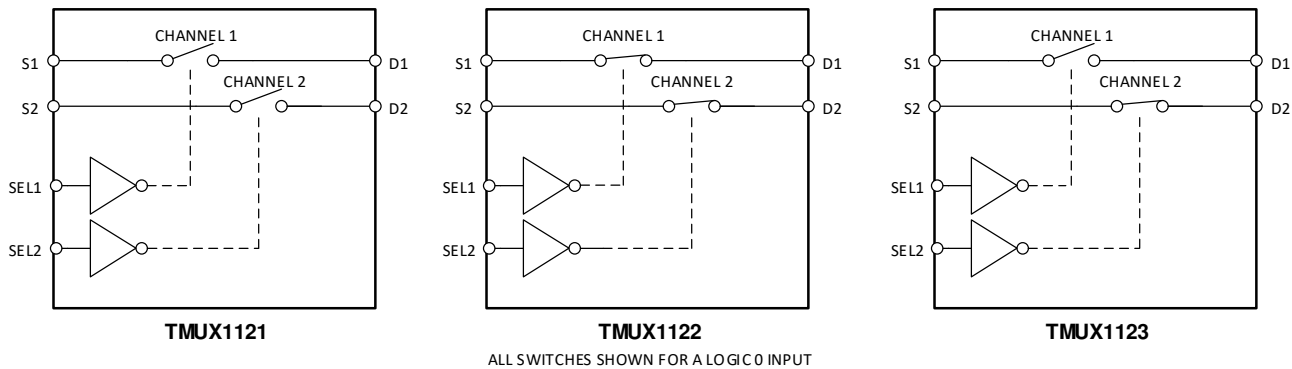 CHANNEL 1
S1
D1
CHANNEL 2
S2
D2
SEL1
SEL2
TMUX1121
CHANNEL 1
S1
D1
CHANNEL 2
S2
D2
SEL1
SEL2
TMUX1122
CHANNEL 1
S1
D1
CHANNEL 2
S2
D2
SEL1
SEL2
TMUX1123
ALL SWITCHES SHOWN FOR A LOGIC 0 INPUT